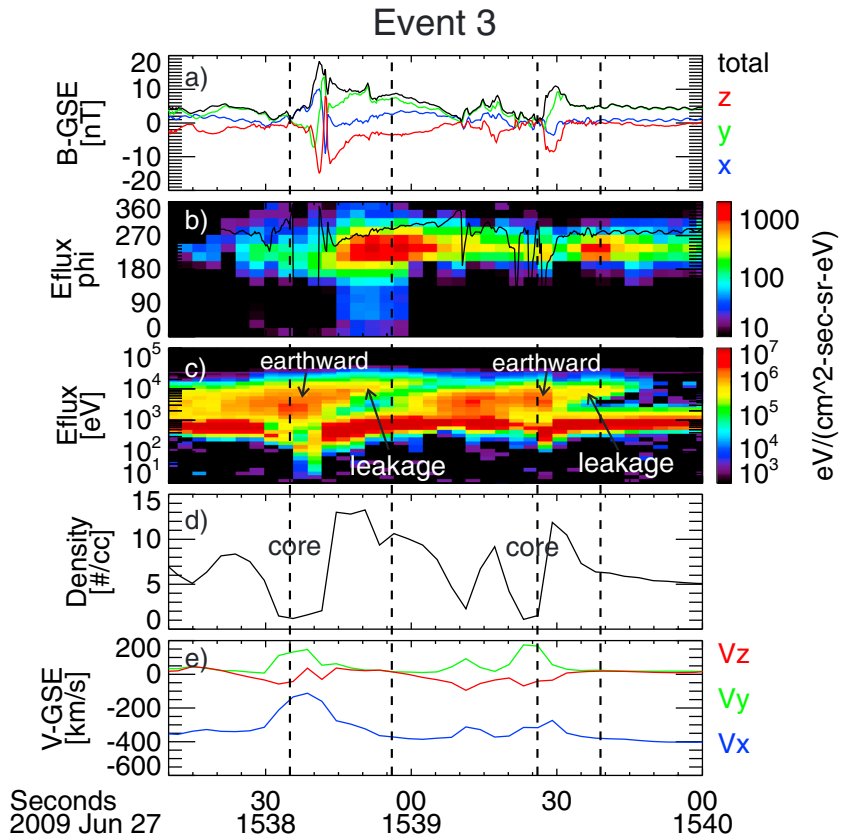 Event 3
a)
B-GSE
[nT]
20
10
0
-10
-20
total
z
y
x
b)
Eflux
phi
360
270
180
90
0
1000
100
10
c)
Eflux
[eV]
10^5
10^4
10^3
10^2
10^1
earthward
earthward
leakage
leakage
10^7
10^6
10^5
10^4
10^3
eV/(cm^2-sec-sr-eV)
d)
Density
[#/cc]
15
10
5
0
core
core
e)
V-GSE
[km/s]
200
0
-200
-400
-600
Vz
Vy
Vx
Seconds 30 00 30 00
2009 Jun 27 1538 1539 1540